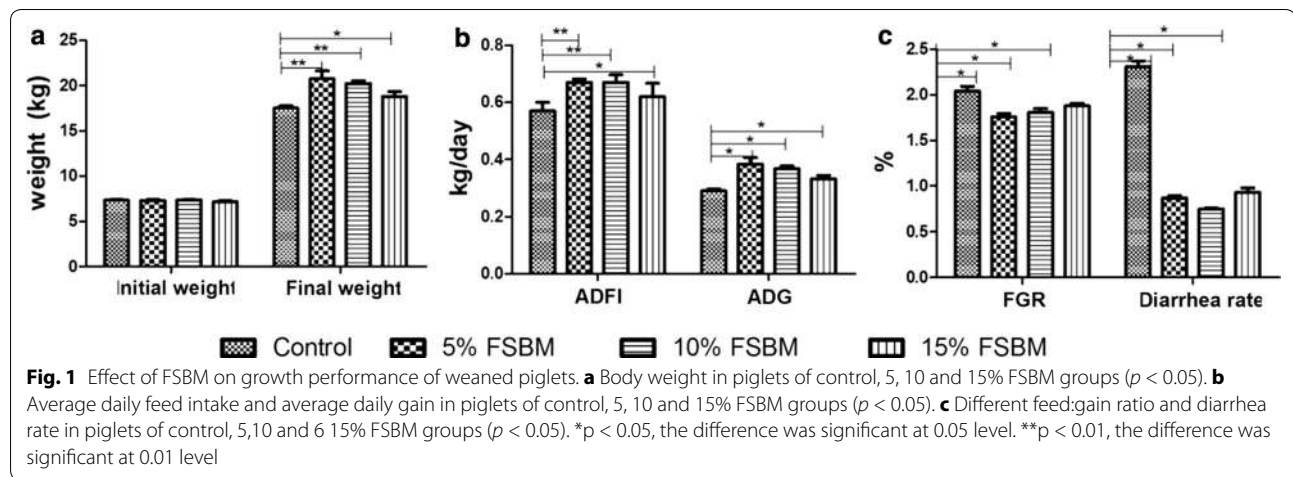 a
**
*
**
weight (kg)
25
20
15
10
5
0
Initial weight
Final weight
b
**
**
*
*
*
*
kg/day
0.8
0.6
0.4
0.2
0.0
ADFI
ADG
c
*
*
*
*
*
*
%
2.5
2.0
1.5
1.0
0.5
0.0
FGR
Diarrhea rate
Control
5% FSBM
10% FSBM
15% FSBM
Fig. 1 Effect of FSBM on growth performance of weaned piglets. a Body weight in piglets of control, 5, 10 and 15% FSBM groups (p < 0.05). b
Average daily feed intake and average daily gain in piglets of control, 5, 10 and 15% FSBM groups (p < 0.05). c Different feed:gain ratio and diarrhea
rate in piglets of control, 5,10 and 6 15% FSBM groups (p < 0.05). *p < 0.05, the difference was significant at 0.05 level. **p < 0.01, the difference was
significant at 0.01 level